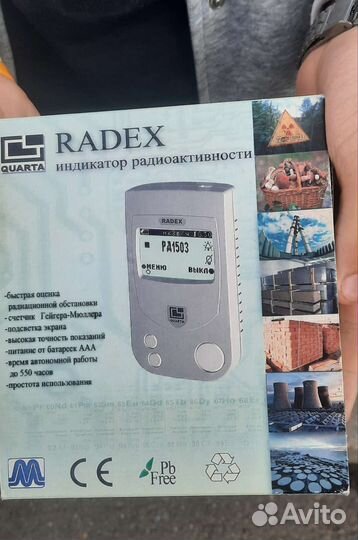 QUARTA
RADEX
индикатор радиоактивности
RADEX
РД1503
МЕНЮ
ВЫКЛ
-быстрая оценка
радиационной обстановки
-счетчик Гейгера-Мюллера
-подсветка экрана
-высокая точность показаний
-питание от батареек ААА
-время автономной работы
до 550 часов
-простота использования
CE
Pb
Free
Avito